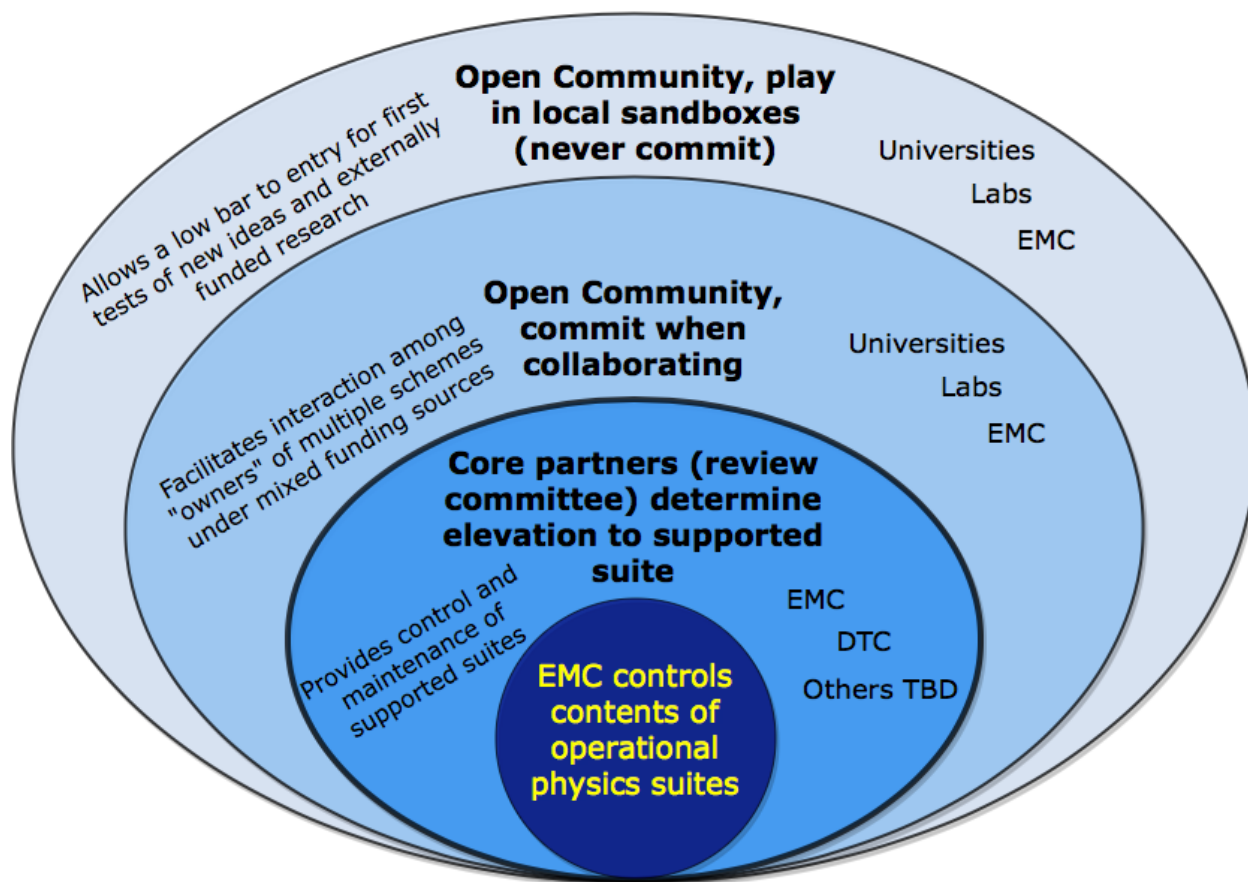 Open Community, play
in local sandboxes
(never commit)
Allows a low bar to entry for first
tests of new ideas and externally
funded research
Universities
Labs
EMC
Open Community,
commit when
collaborating
Facilitates interaction among
"owners" of multiple schemes
under mixed funding sources
Universities
Labs
EMC
Core partners (review
committee) determine
elevation to supported
suite
Provides control and
maintenance of
supported suites
EMC
DTC
Others TBD
EMC controls
contents of
operational
physics suites